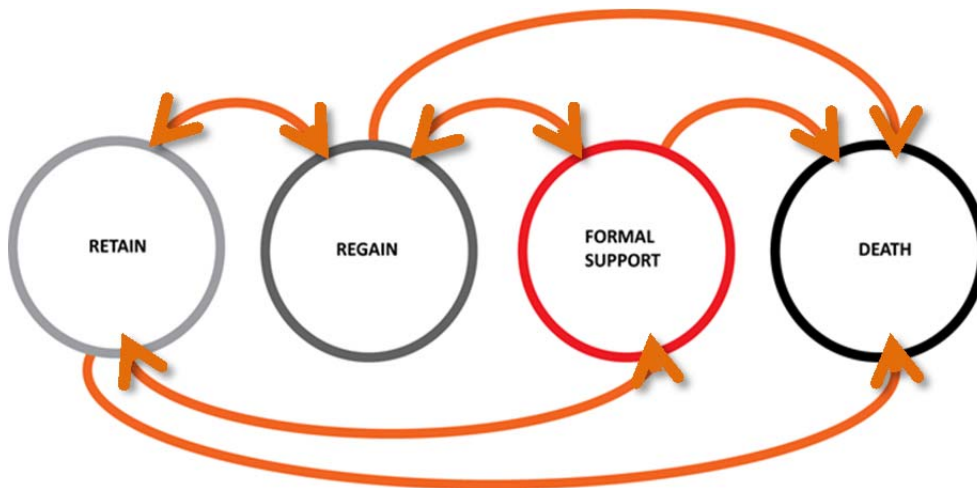 RETAIN
REGAIN
FORMAL
SUPPORT
DEATH